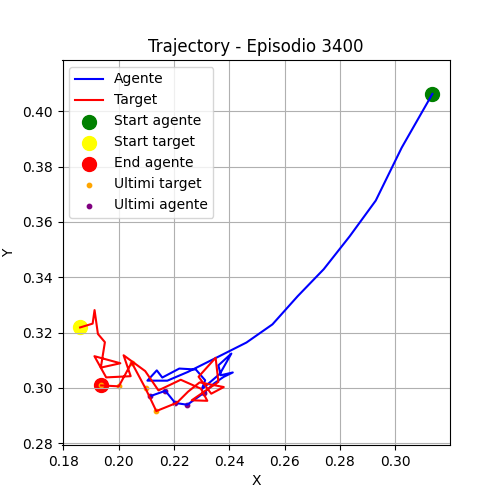 Trajectory - Episodio 3400
Agente
Target
Start agente
Start target
End agente
Ultimi target
Ultimi agente
Y
0.40
0.38
0.36
0.34
0.32
0.30
0.28
0.18
0.20
0.22
0.24
0.26
0.28
0.30
X